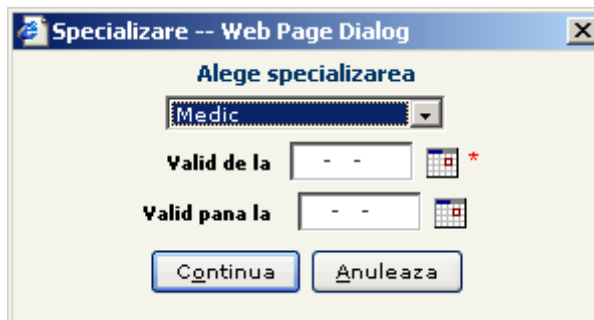 Specializare -- Web Page Dialog
Alege specializarea
Medic
Valid de la - - *
Valid pana la - -
Continua Anuleaza